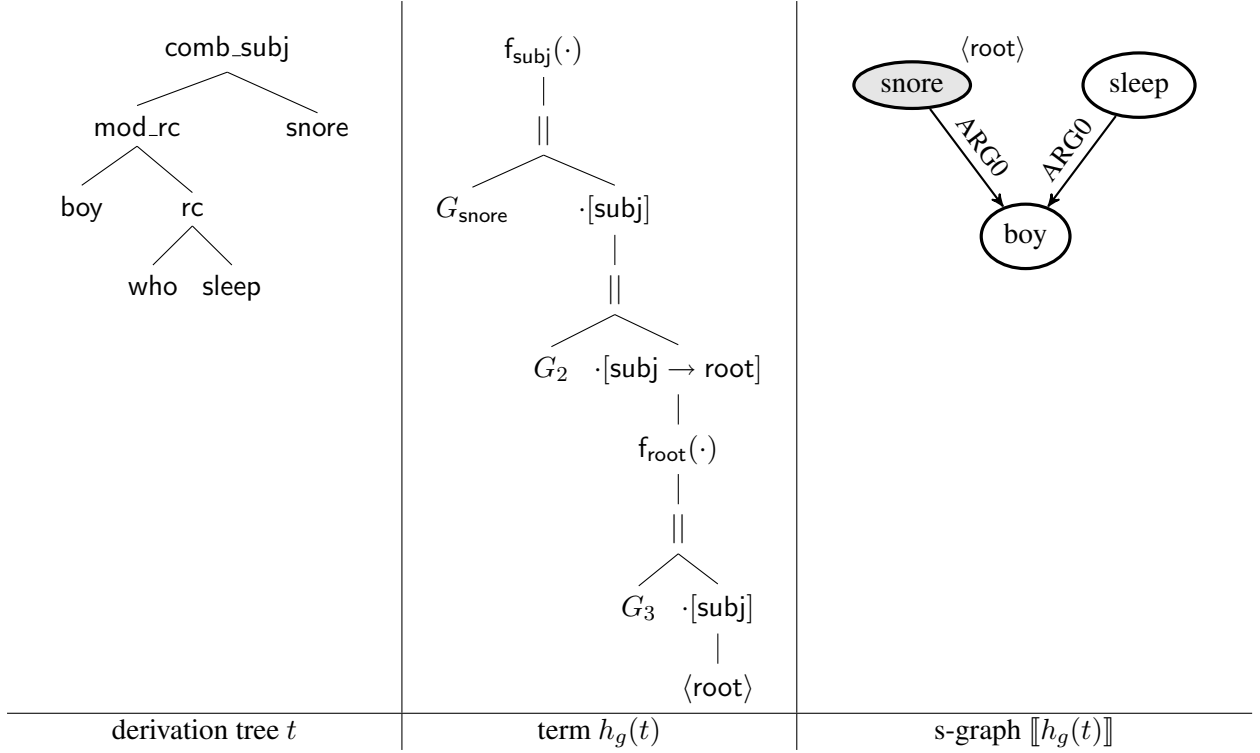 comb_subj
mod_rc snore
boy rc
who sleep
f_subj(·)
||
G_snore ·[subj]
||
G_2 ·[subj → root]
f_root(·)
||
G_3 ·[subj]
⟨root⟩
⟨root⟩
snore sleep
ARG0 ARG0
boy
derivation tree t
term h_g(t)
s-graph ⟦h_g(t)⟧